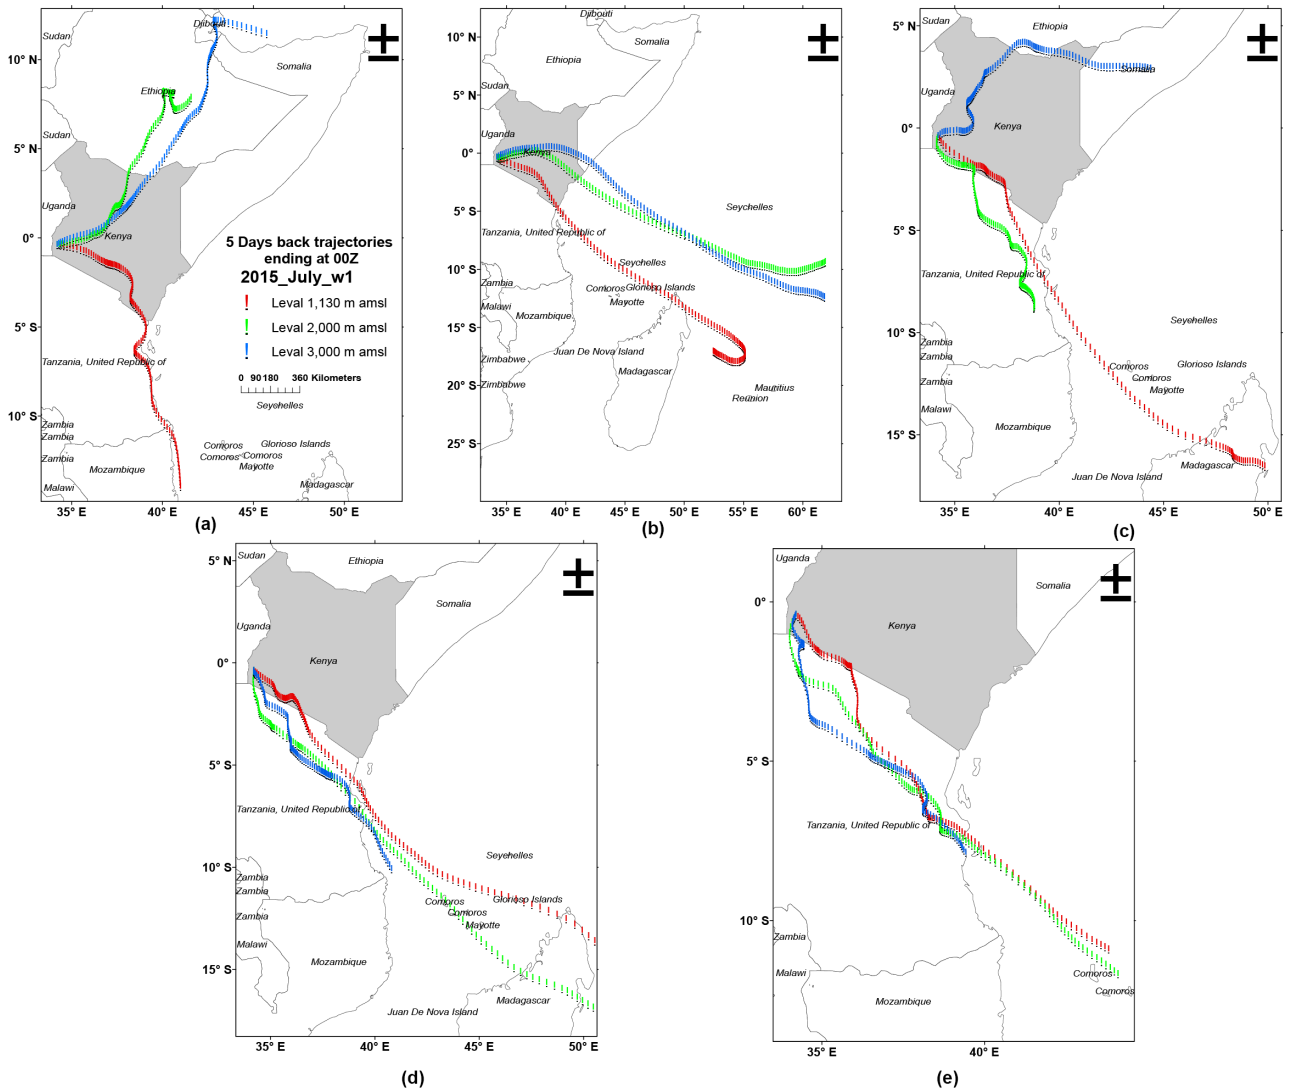 Djibouti
Sudan
10° N
Somalia
Ethiopia
Sudan
5° N
Uganda
0°
Kenya
5 Days back trajectories
ending at 00Z
2015_July_w1
Leval 1,130 m amsl
Leval 2,000 m amsl
Leval 3,000 m amsl
0 90 180 360 Kilometers
5° S
Tanzania, United Republic of
Seyehelles
10° S
Zambia
Zambia
Zambia
Malawi
Mozambique
Comoros
Comoros
Comoros
Glorioso Islands
Mayotte
Madagascar
35° E 40° E 45° E 50° E
(a)
Djibouti
10° N
Somalia
Ethiopia
Sudan
5° N
Uganda
0°
Kenya
5° S
Seychelles
Tanzania, United Republic of
Seyehelles
10° S
Zambia
Comoros
Glorioso Islands
Malawi
Mayotte
Mozambique
15° S
Zimbabwe
Juan De Nova Island
Madagascar
20° S
Zimbabwe
Mauritius
Reunion
25° S
35° E 40° E 45° E 50° E 55° E 60° E
(b)
5° N
Sudan
Ethiopia
Somalia
Uganda
Kenya
0°
5° S
Tanzania, United Republic of
Seyehelles
10° S
Zambia
Zambia
Zambia
Malawi
Comoros
Comoros
Mayotte
Glorioso Islands
Mozambique
15° S
Madagascar
Juan De Nova Island
35° E 40° E 45° E 50° E
(c)
5° N
Sudan
Ethiopia
Somalia
Uganda
Kenya
0°
5° S
Tanzania, United Republic of
Seyehelles
10° S
Zambia
Zambia
Zambia
Malawi
Comoros
Comoros
Mayotte
Glorioso Islands
Mozambique
15° S
Madagascar
Juan De Nova Island
35° E 40° E 45° E 50° E
(d)
Uganda
Somalia
0°
Kenya
5° S
Tanzania, United Republic of
10° S
Zambia
Malawi
Comoros
Comoros
Mozambique
35° E 40° E
(e)